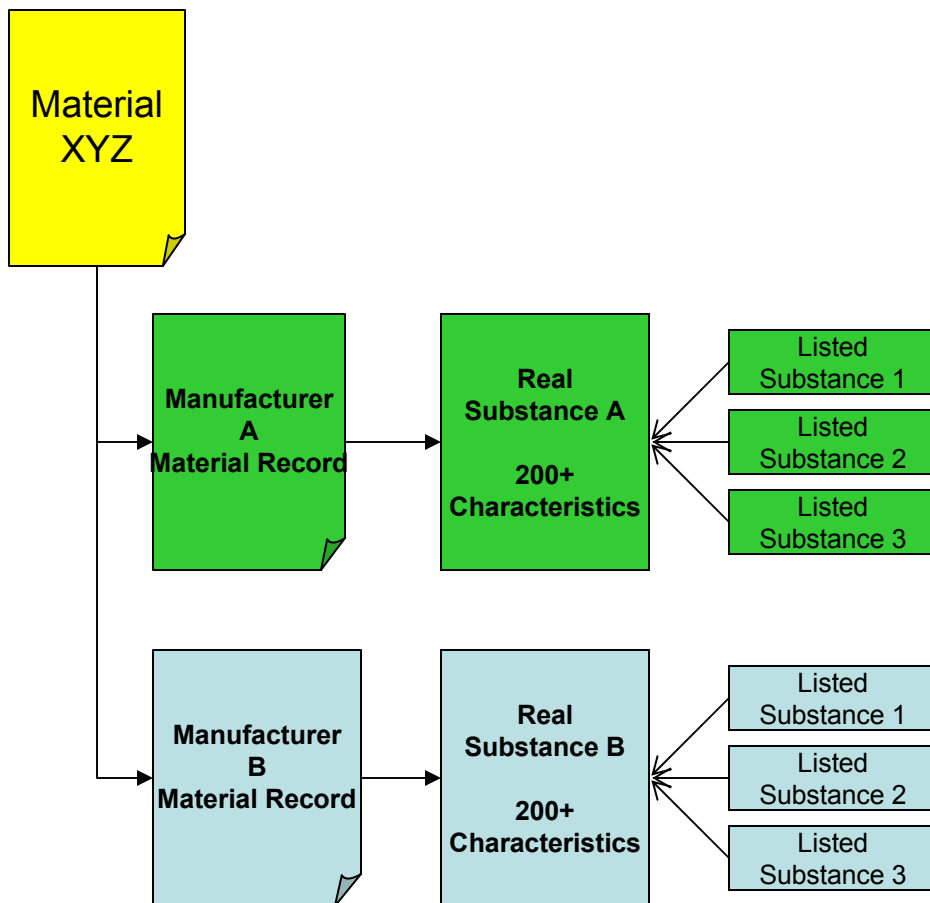 Material
XYZ
Manufacturer
A
Material Record
Real
Substance A
200+
Characteristics
Listed
Substance 1
Listed
Substance 2
Listed
Substance 3
Manufacturer
B
Material Record
Real
Substance B
200+
Characteristics
Listed
Substance 1
Listed
Substance 2
Listed
Substance 3